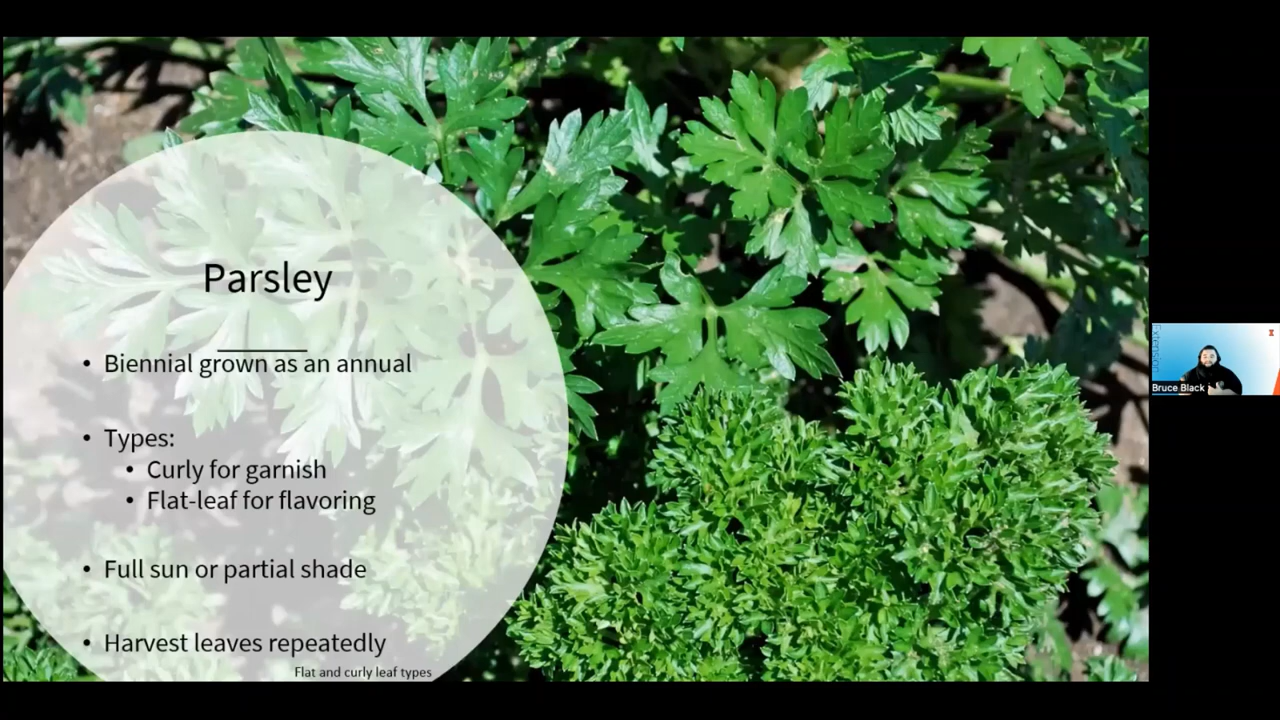 Parsley
• Biennial grown as an annual
• Types:
• Curly for garnish
• Flat-leaf for flavoring
• Full sun or partial shade
• Harvest leaves repeatedly
Flat and curly leaf types
Extension
Bruce Black